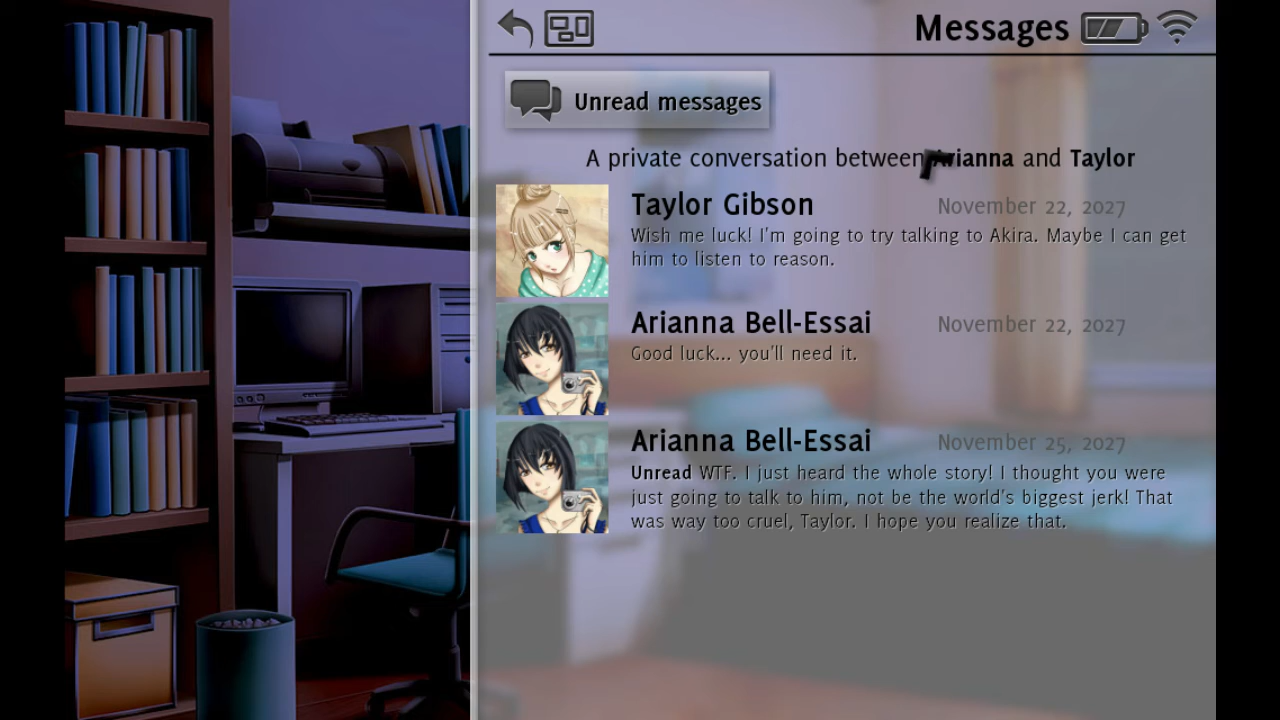 Messages
Unread messages
A private conversation between Arianna and Taylor
Taylor Gibson
November 22, 2027
Wish me luck! I'm going to try talking to Akira. Maybe I can get
him to listen to reason.
Arianna Bell-Essai
November 22, 2027
Good luck... you'll need it.
Arianna Bell-Essai
November 25, 2027
Unread WTF. I just heard the whole story! I thought you were
just going to talk to him, not be the world's biggest jerk! That
was way too cruel, Taylor. I hope you realize that.